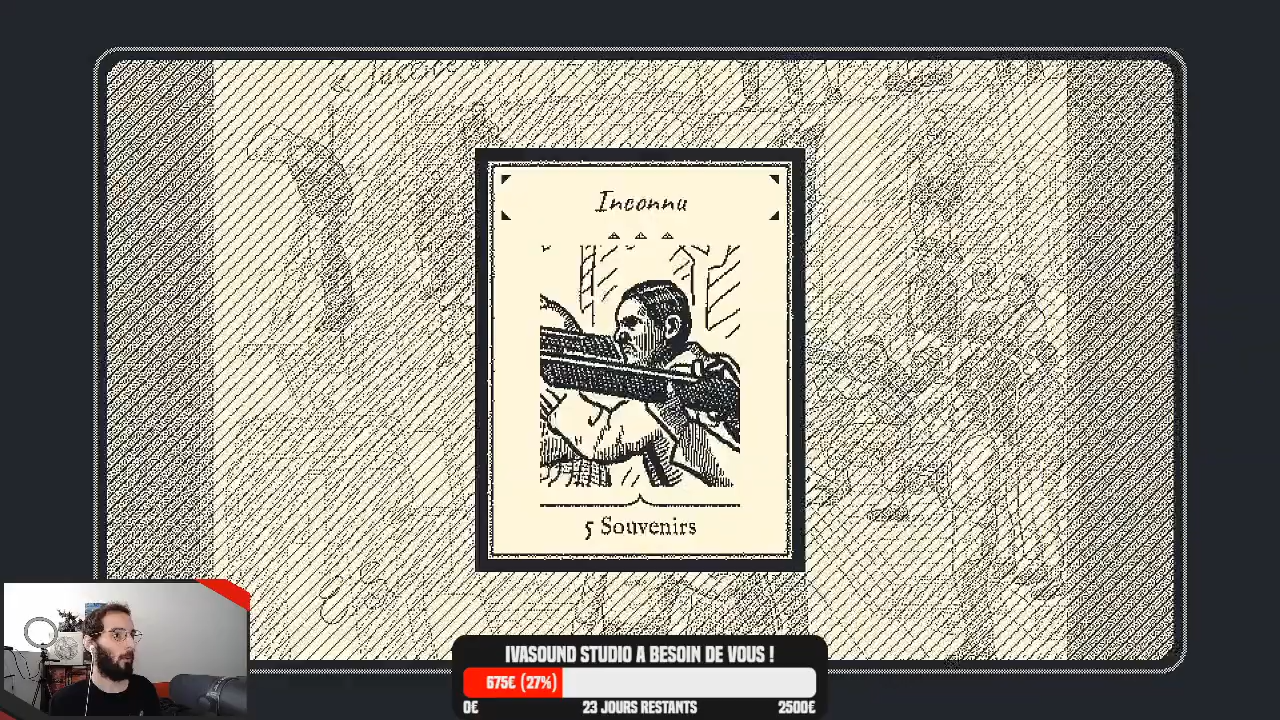 Inconnu
5 Souvenirs
IVASOUND STUDIO A BESOIN DE VOUS !
675€ (27%)
0€ 23 JOURS RESTANTS 2500€